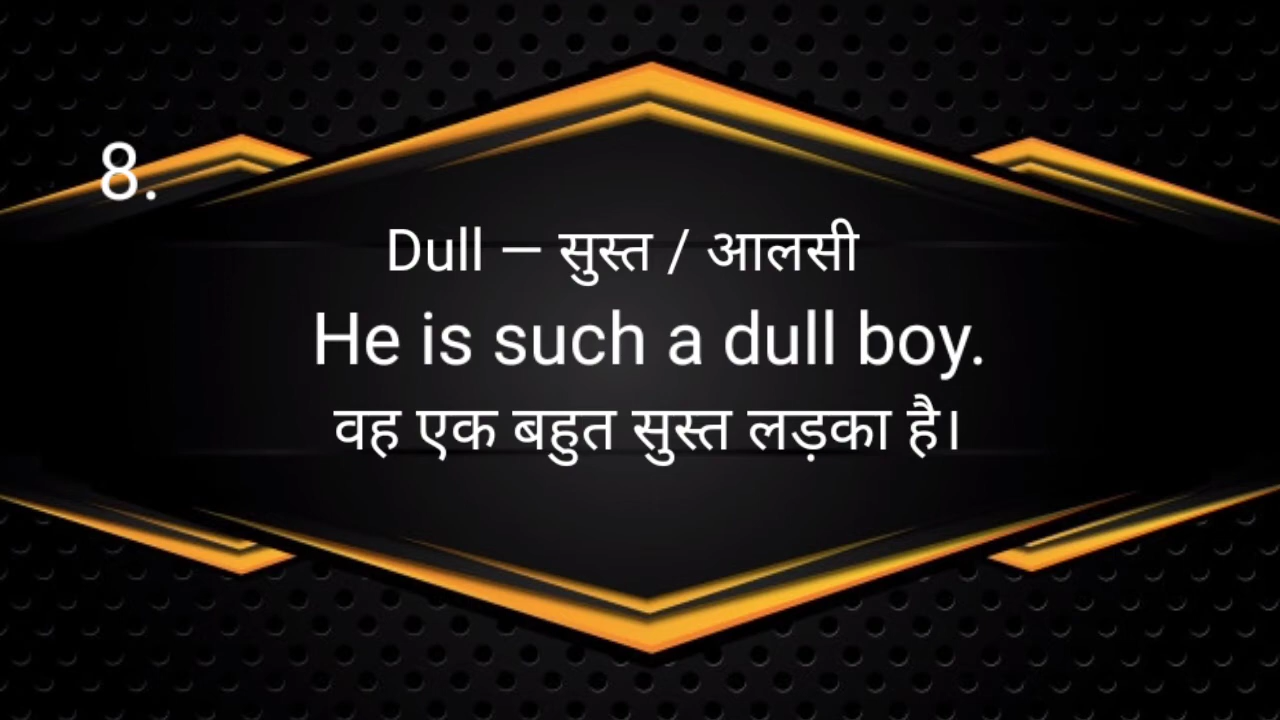 8.
Dull – सुस्त / आलसी
He is such a dull boy.
वह एक बहुत सुस्त लड़का है।